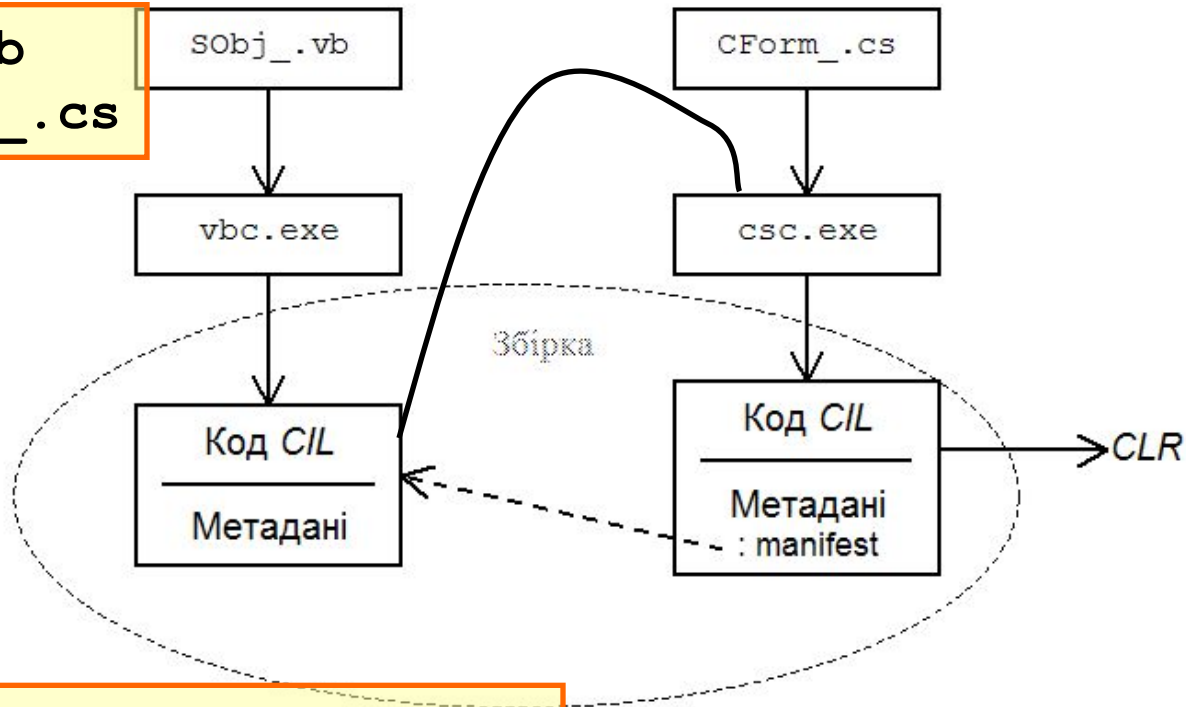 b
_.cs
SObj_.vb
CForm_.cs
vbc.exe
csc.exe
Збірка
Код CIL
Метадані
Код CIL
Метадані
: manifest
CLR